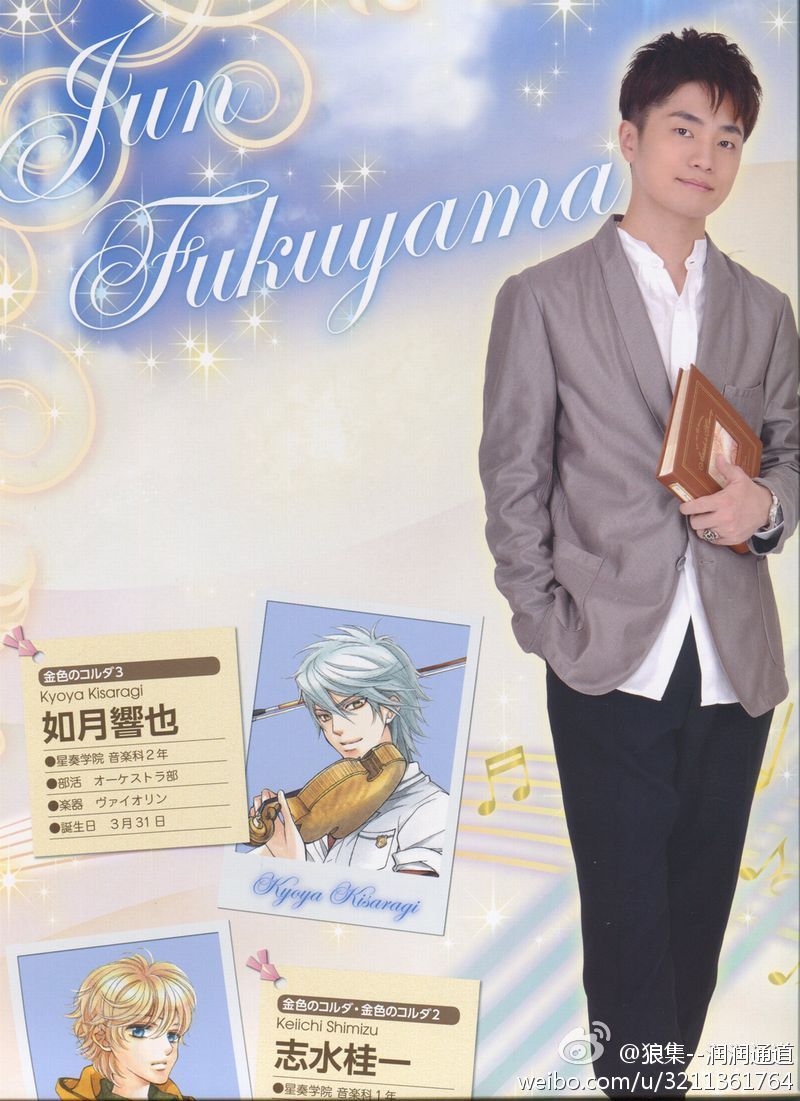 Jun
Fukuyama
金色のコルダ3
Kyoya Kisaragi
如月響也
●星奏学院 音楽科2年
●部活 オーケストラ部
●楽器 ヴァイオリン
●誕生日 3月31日
Kyoya Kisaragi
金色のコルダ・金色のコルダ2
Keiichi Shimizu
志水桂一
●星奏学院 音楽科1年
@狼集--润润通道
weibo.com/u/3211361764